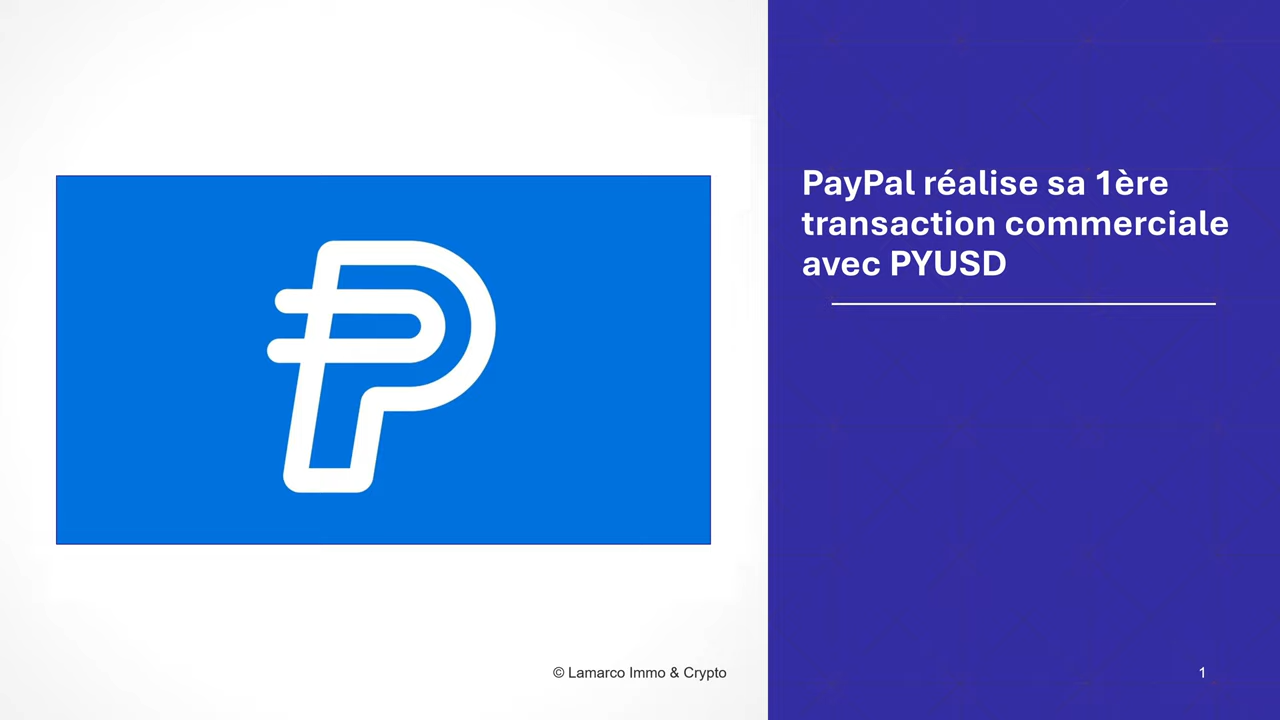 PayPal réalise sa 1ère
transaction commerciale
avec PYUSD
© Lamarco Immo & Crypto
1